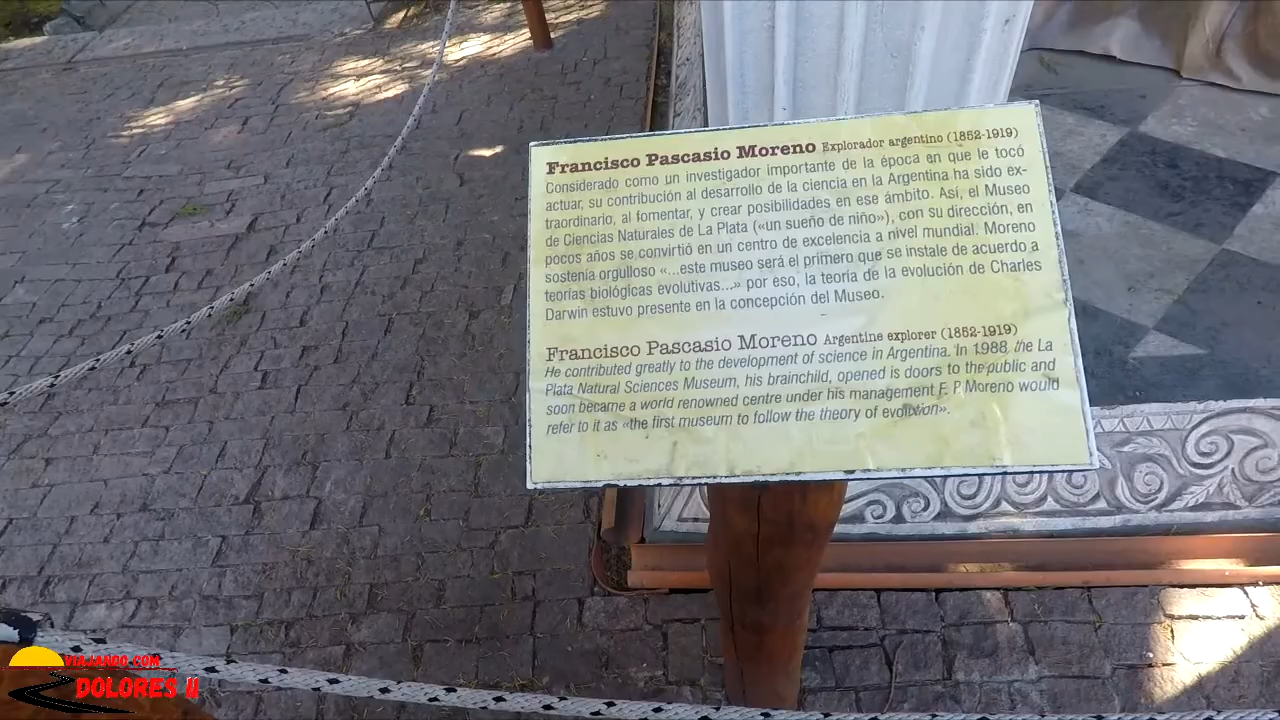 Francisco Pascasio Moreno Explorador argentino (1852-1919)
Considerado como un investigador importante de la época en que le tocó
actuar, su contribución al desarrollo de la ciencia en la Argentina ha sido ex-
traordinario, al fomentar, y crear posibilidades en ese ámbito. Así, el Museo
de Ciencias Naturales de La Plata («un sueño de niño»), con su dirección, en
pocos años se convirtió en un centro de excelencia a nivel mundial. Moreno
sostenía orgulloso «...este museo será el primero que se instale de acuerdo a
teorías biológicas evolutivas...» por eso, la teoría de la evolución de Charles
Darwin estuvo presente en la concepción del Museo.
Francisco Pascasio Moreno Argentine explorer (1852-1919)
He contributed greatly to the development of science in Argentina. In 1.988, the La
Plata Natural Sciences Museum, his brainchild, opened is doors to the public and
soon became a world renowned centre under his management F. P. Moreno would
refer to it as «the first museum to follow the theory of evolution».
VIAJANDO.COM
DOLORES U